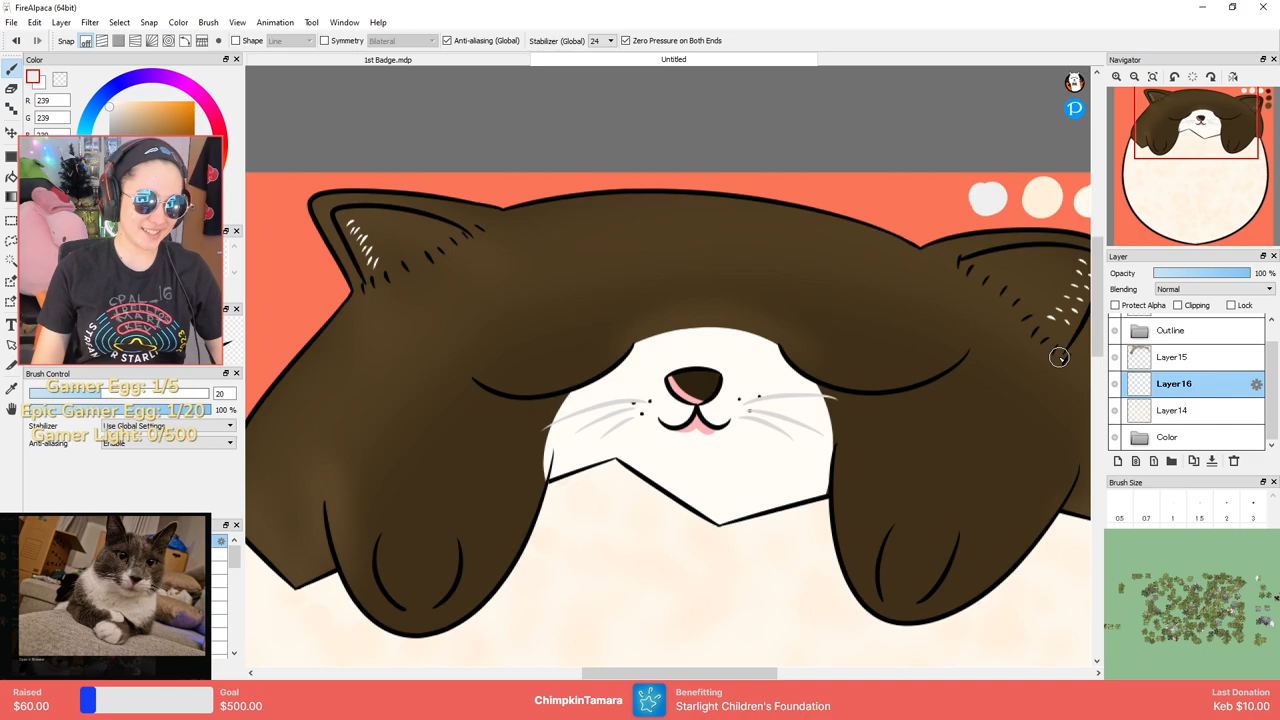 FireAlpaca (64bit)
File Edit Layer Filter Select Snap Color Brush View Animation Tool Window Help
Snap off Shape Line Symmetry Bilateral Anti-aliasing (Global) Stabilizer (Global) 24 Zero Pressure on Both Ends
Color
1st Badge.mdp
Untitled
Navigator
R 239
G 239
Layer
Opacity 100 %
Blending Normal
Protect Alpha Clipping Lock
Outline
Layer15
Layer16
Layer14
Color
Brush Control
20
100 %
Stabilizer Use Global Settings
Anti-aliasing Enable
Gamer Egg: 1/5
Epic Gamer Egg: 1/20
Gamer Light: 0/500
Brush Size
0.5 0.7 1 1.5 2 3
Raised
$60.00
Goal
$500.00
ChimpkinTamara
Benefitting
Starlight Children's Foundation
Last Donation
Keb $10.00